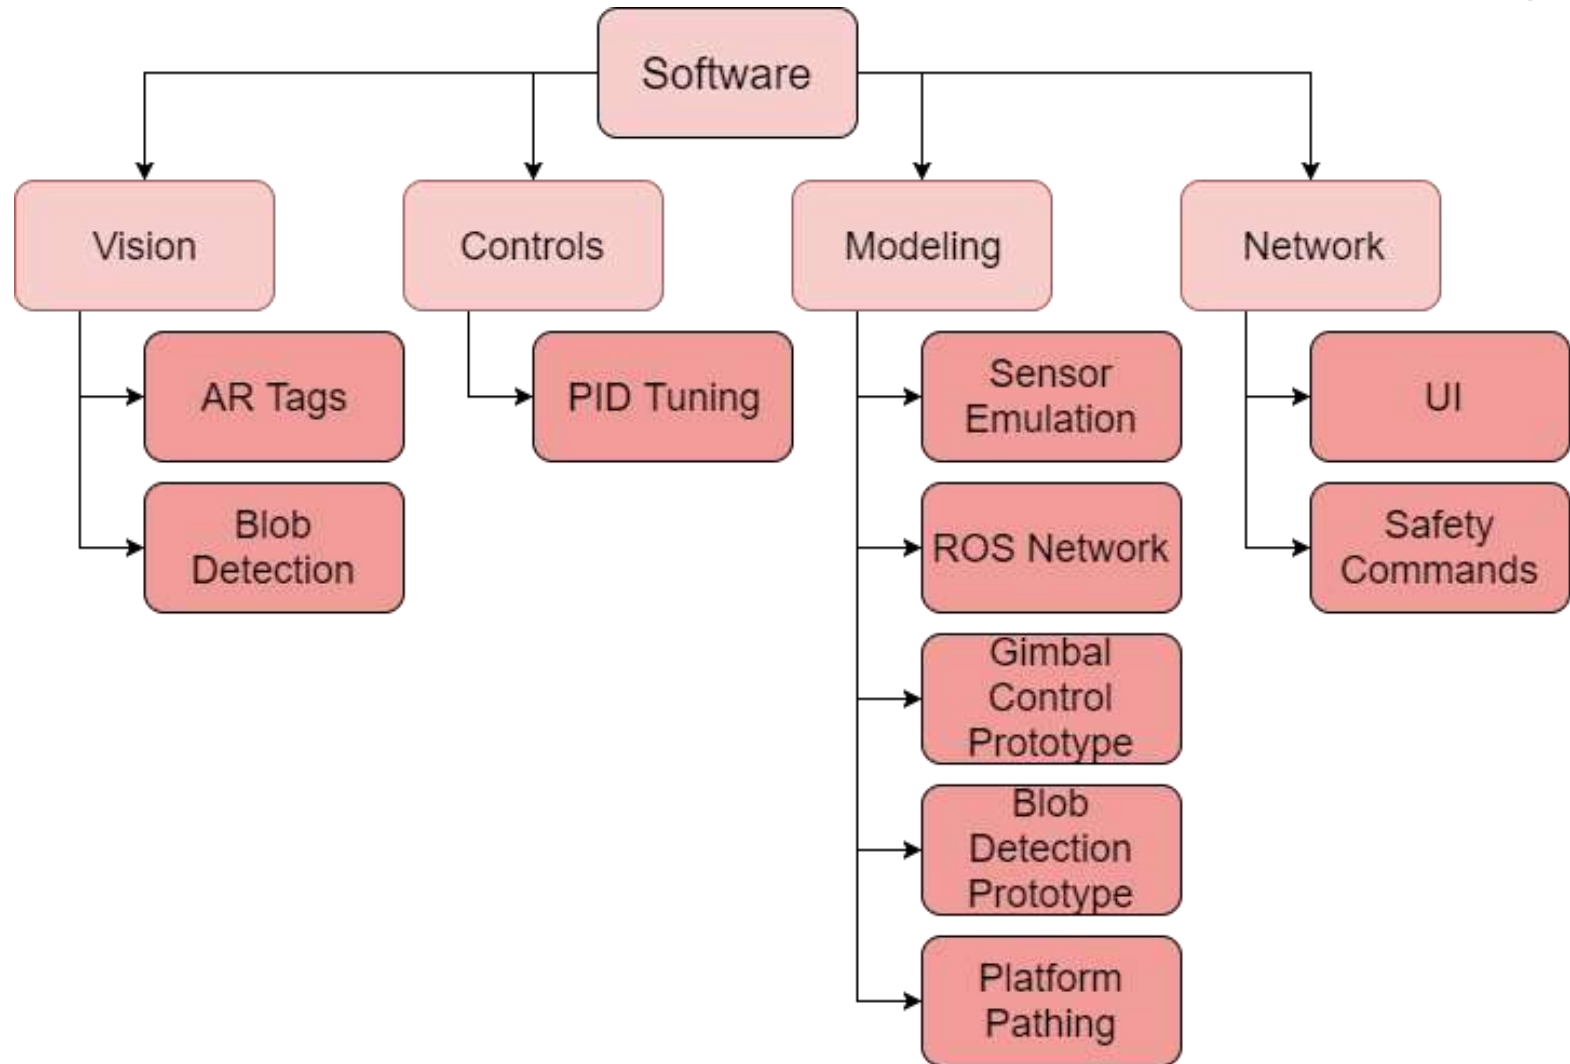 Software
Vision
Controls
Modeling
Network
AR Tags
PID Tuning
Sensor
Emulation
UI
Blob
Detection
ROS Network
Safety
Commands
Gimbal
Control
Prototype
Blob
Detection
Prototype
Platform
Pathing